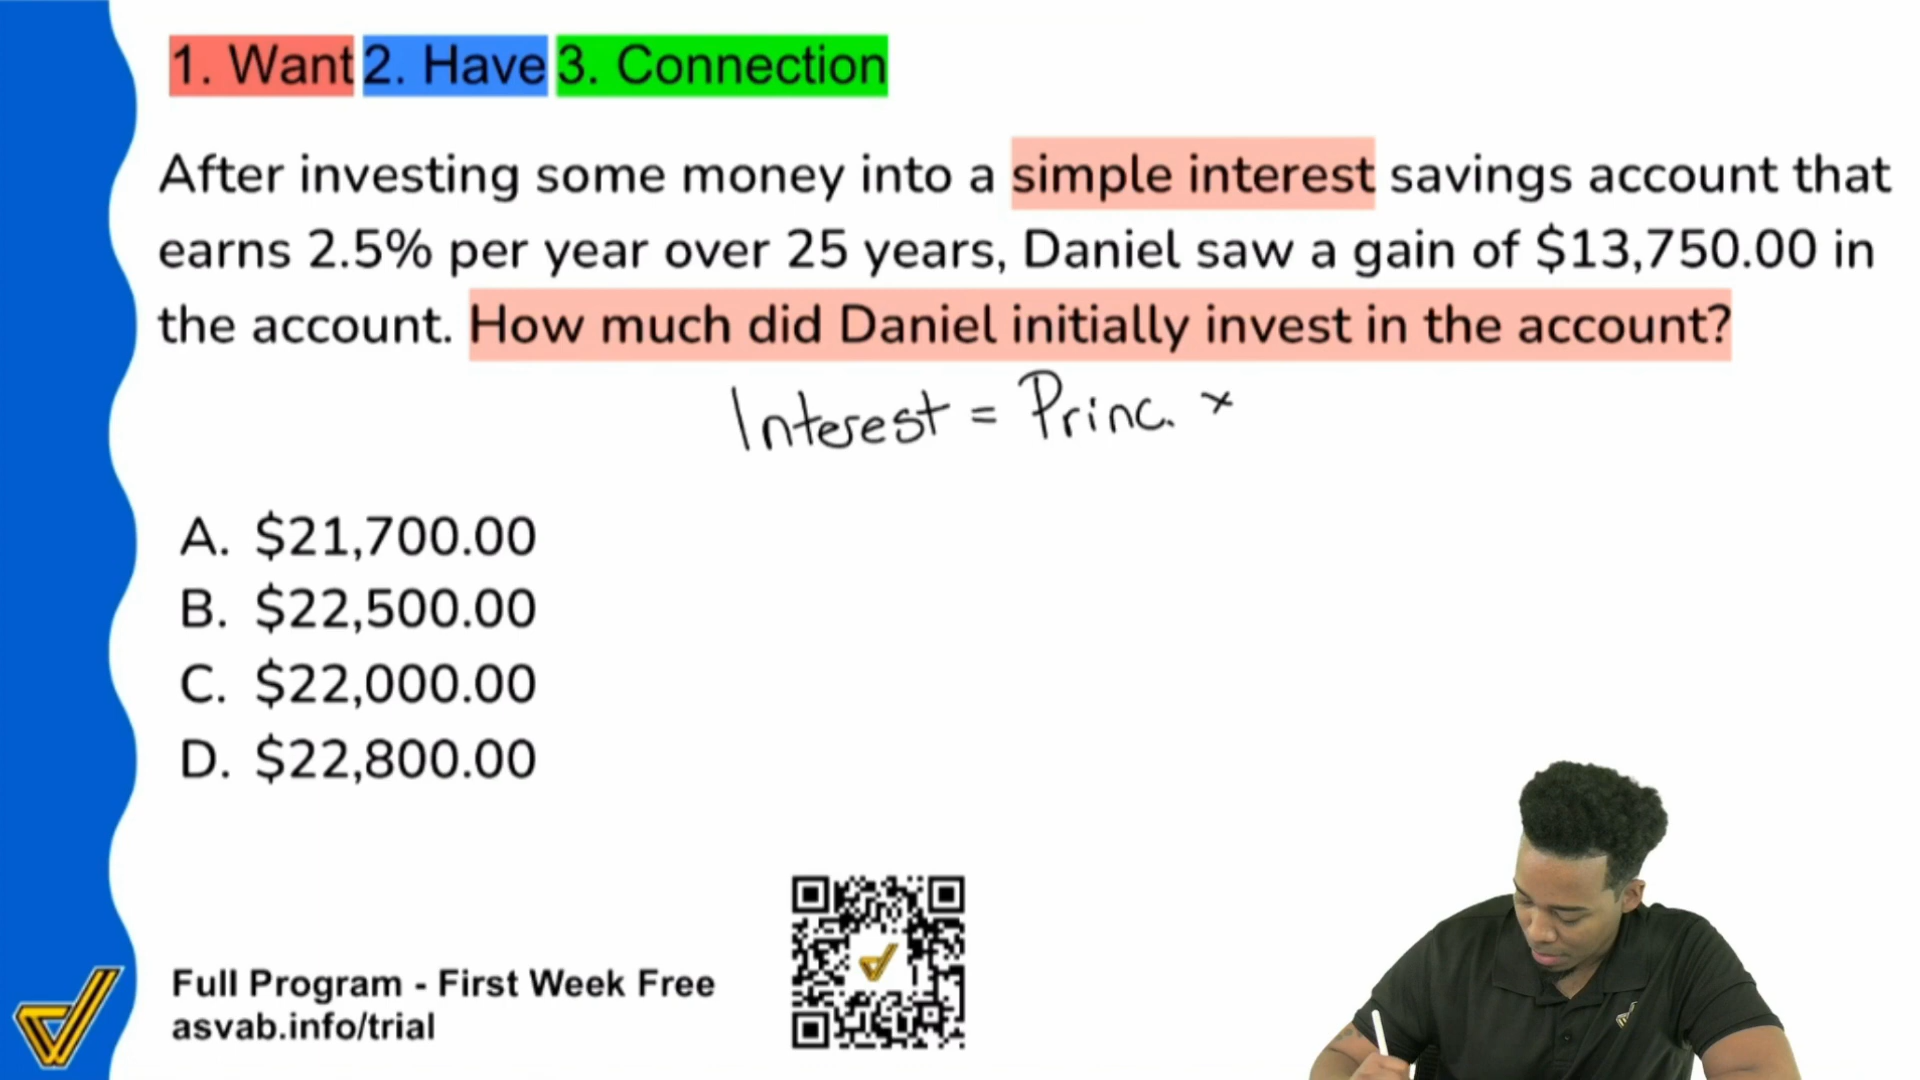 1. Want 2. Have 3. Connection
After investing some money into a simple interest savings account that
earns 2.5% per year over 25 years, Daniel saw a gain of $13,750.00 in
the account. How much did Daniel initially invest in the account?
Interest = Princ. ×
A. $21,700.00
B. $22,500.00
C. $22,000.00
D. $22,800.00
Full Program - First Week Free
asvab.info/trial